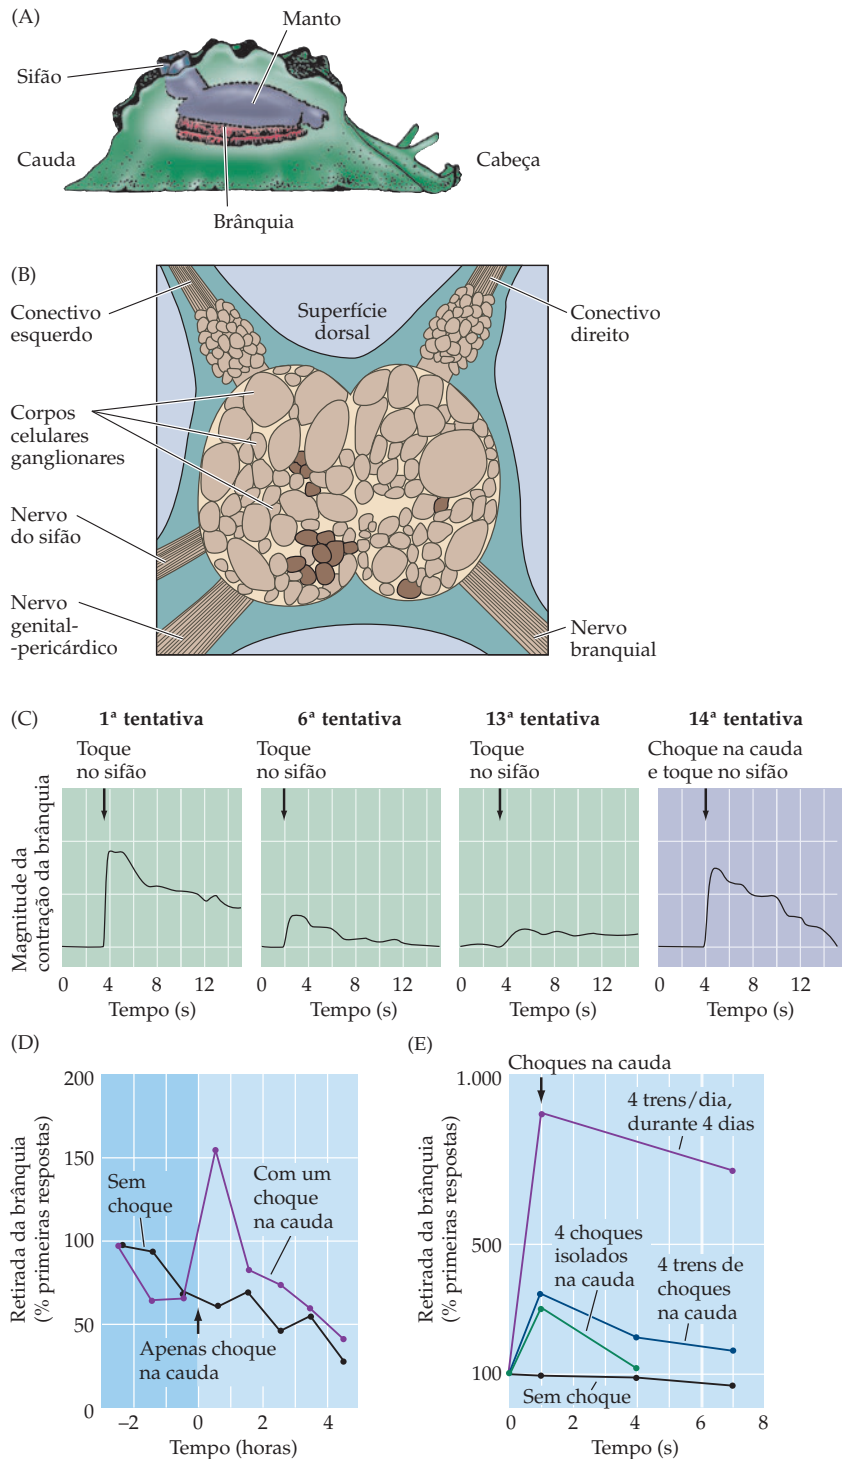 (A)
Manto
Sifão
Cauda
Cabeça
Brânquia
(B)
Conectivo
esquerdo
Superfície
dorsal
Conectivo
direito
Corpos
celulares
ganglionares
Nervo
do sifão
Nervo
genital-
-pericárdico
Nervo
branquial
(C)
1ª tentativa
6ª tentativa
13ª tentativa
14ª tentativa
Toque
no sifão
Toque
no sifão
Toque
no sifão
Choque na cauda
e toque no sifão
Magnitude da
contração da brânquia
0 4 8 12
0 4 8 12
0 4 8 12
0 4 8 12
Tempo (s)
Tempo (s)
Tempo (s)
Tempo (s)
(D)
Retirada da brânquia
(% primeiras respostas)
200
150
100
50
0
Sem
choque
Com um
choque
na cauda
Apenas choque
na cauda
–2 0 2 4
Tempo (horas)
(E)
Choques na cauda
Retirada da brânquia
(% primeiras respostas)
1.000
500
100
4 trens/dia,
durante 4 dias
4 choques
isolados
na cauda
4 trens de
choques
na cauda
Sem choque
0 2 4 6 8
Tempo (s)